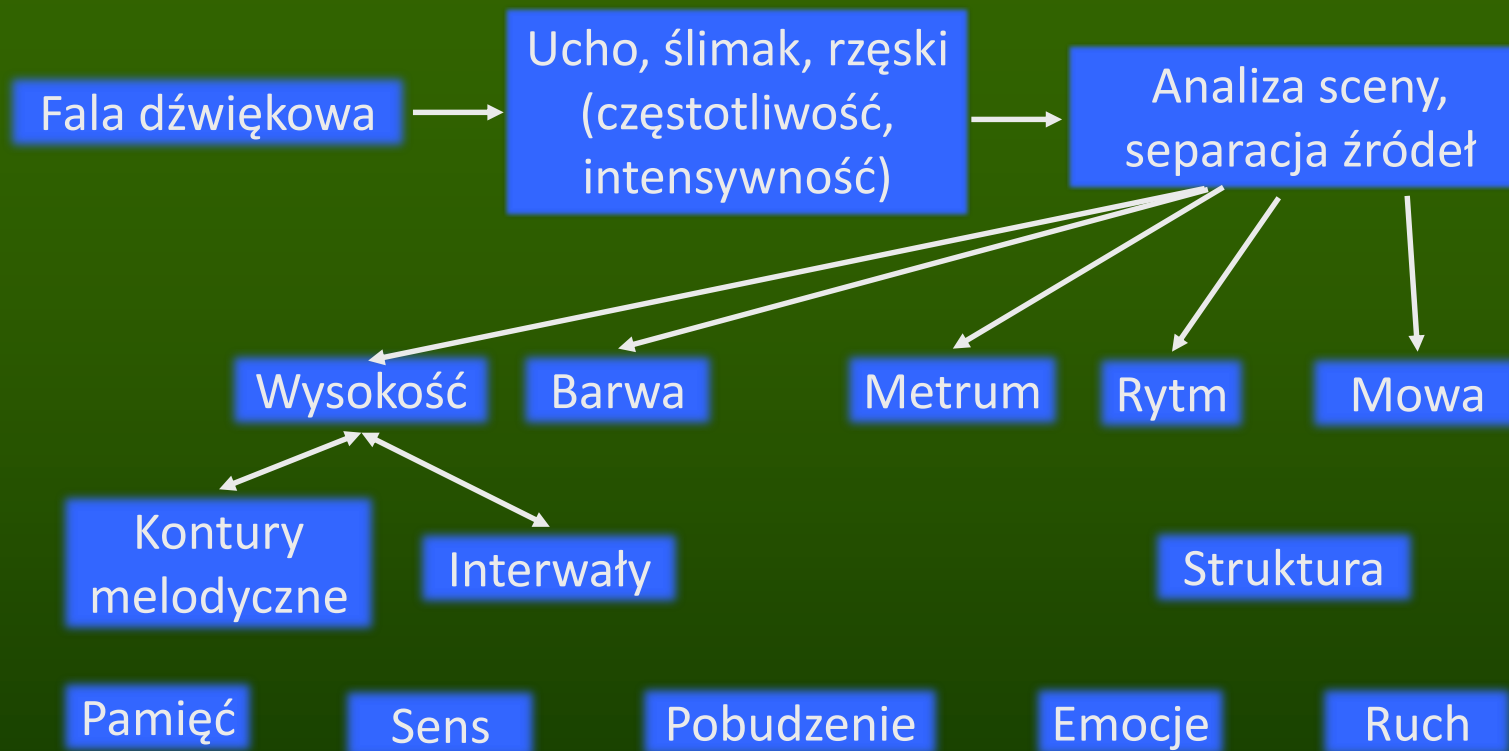 Fala dźwiękowa
Ucho, ślimak, rzęski
(częstotliwość,
intensywność)
Analiza sceny,
separacja źródeł
Wysokość
Barwa
Metrum
Rytm
Mowa
Kontury
melodyczne
Interwały
Struktura
Pamięć
Sens
Pobudzenie
Emocje
Ruch